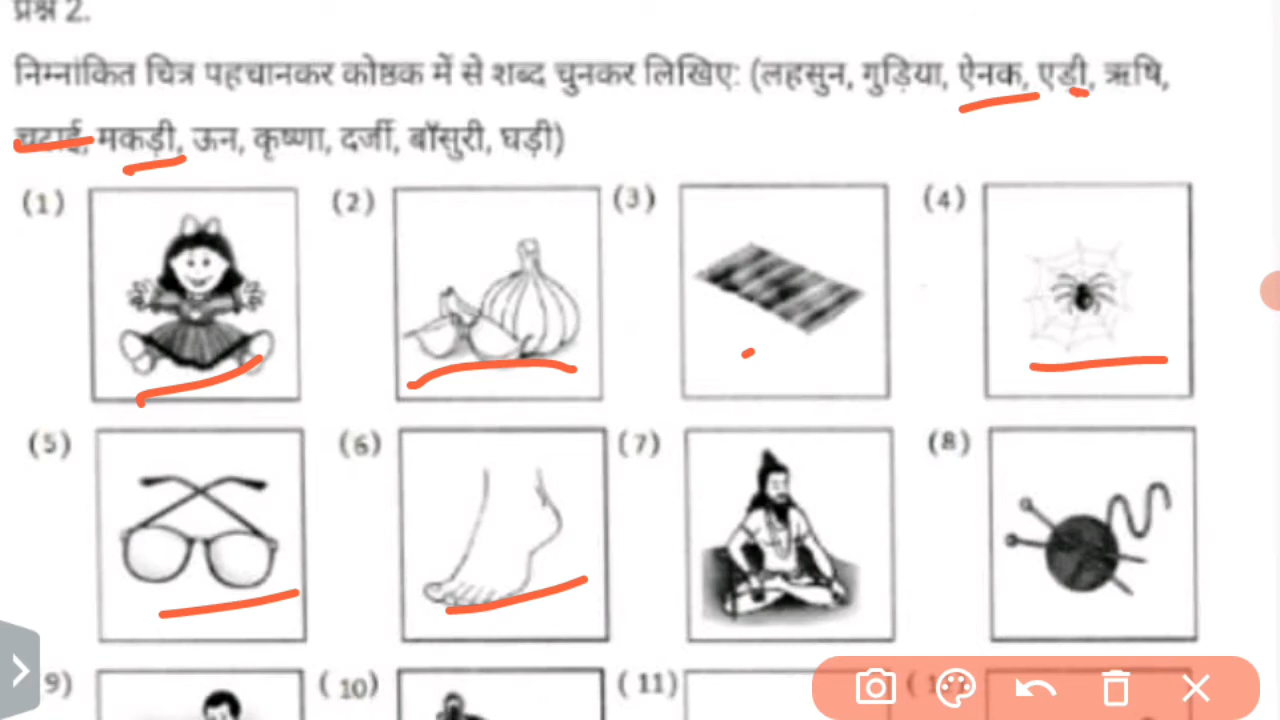 प्रश्न 2.
निम्नांकित चित्र पहचानकर कोष्ठक में से शब्द चुनकर लिखिए: (लहसुन, गुड़िया, ऐनक, एड़ी, ऋषि,
चटाई, मकड़ी, ऊन, कृष्णा, दर्जी, बॉसुरी, घड़ी)
(1) (2) (3) (4)
(5) (6) (7) (8)
9) (10) (11)